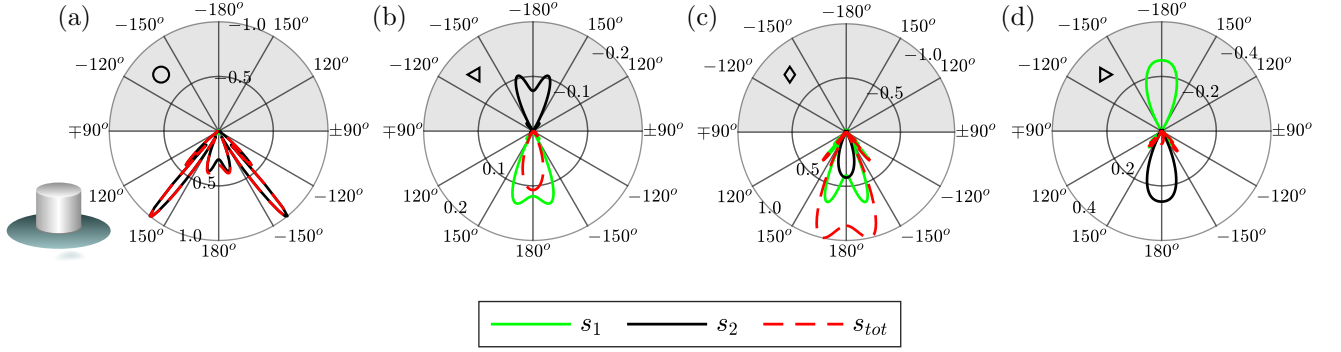 (a) (b) (c) (d)
−180° −180° −180° −180°
−150° −1.0 150° −150° 150° −150° 150° −150° 150°
−0.2 −1.0 −0.4
−120° −0.5 120° −120° −0.1 120° −120° −0.5 120° −120° −0.2 120°
∓90° ±90° ∓90° ±90° ∓90° ±90° ∓90° ±90°
0.5 0.1 0.5 0.2
120° −120° 120° −120° 120° −120° 120° −120°
0.2 1.0 0.4
150° 1.0 −150° 150° −150° 150° −150° 150° −150°
180° 180° 180° 180°
s₁ s₂ sₜₒₜ